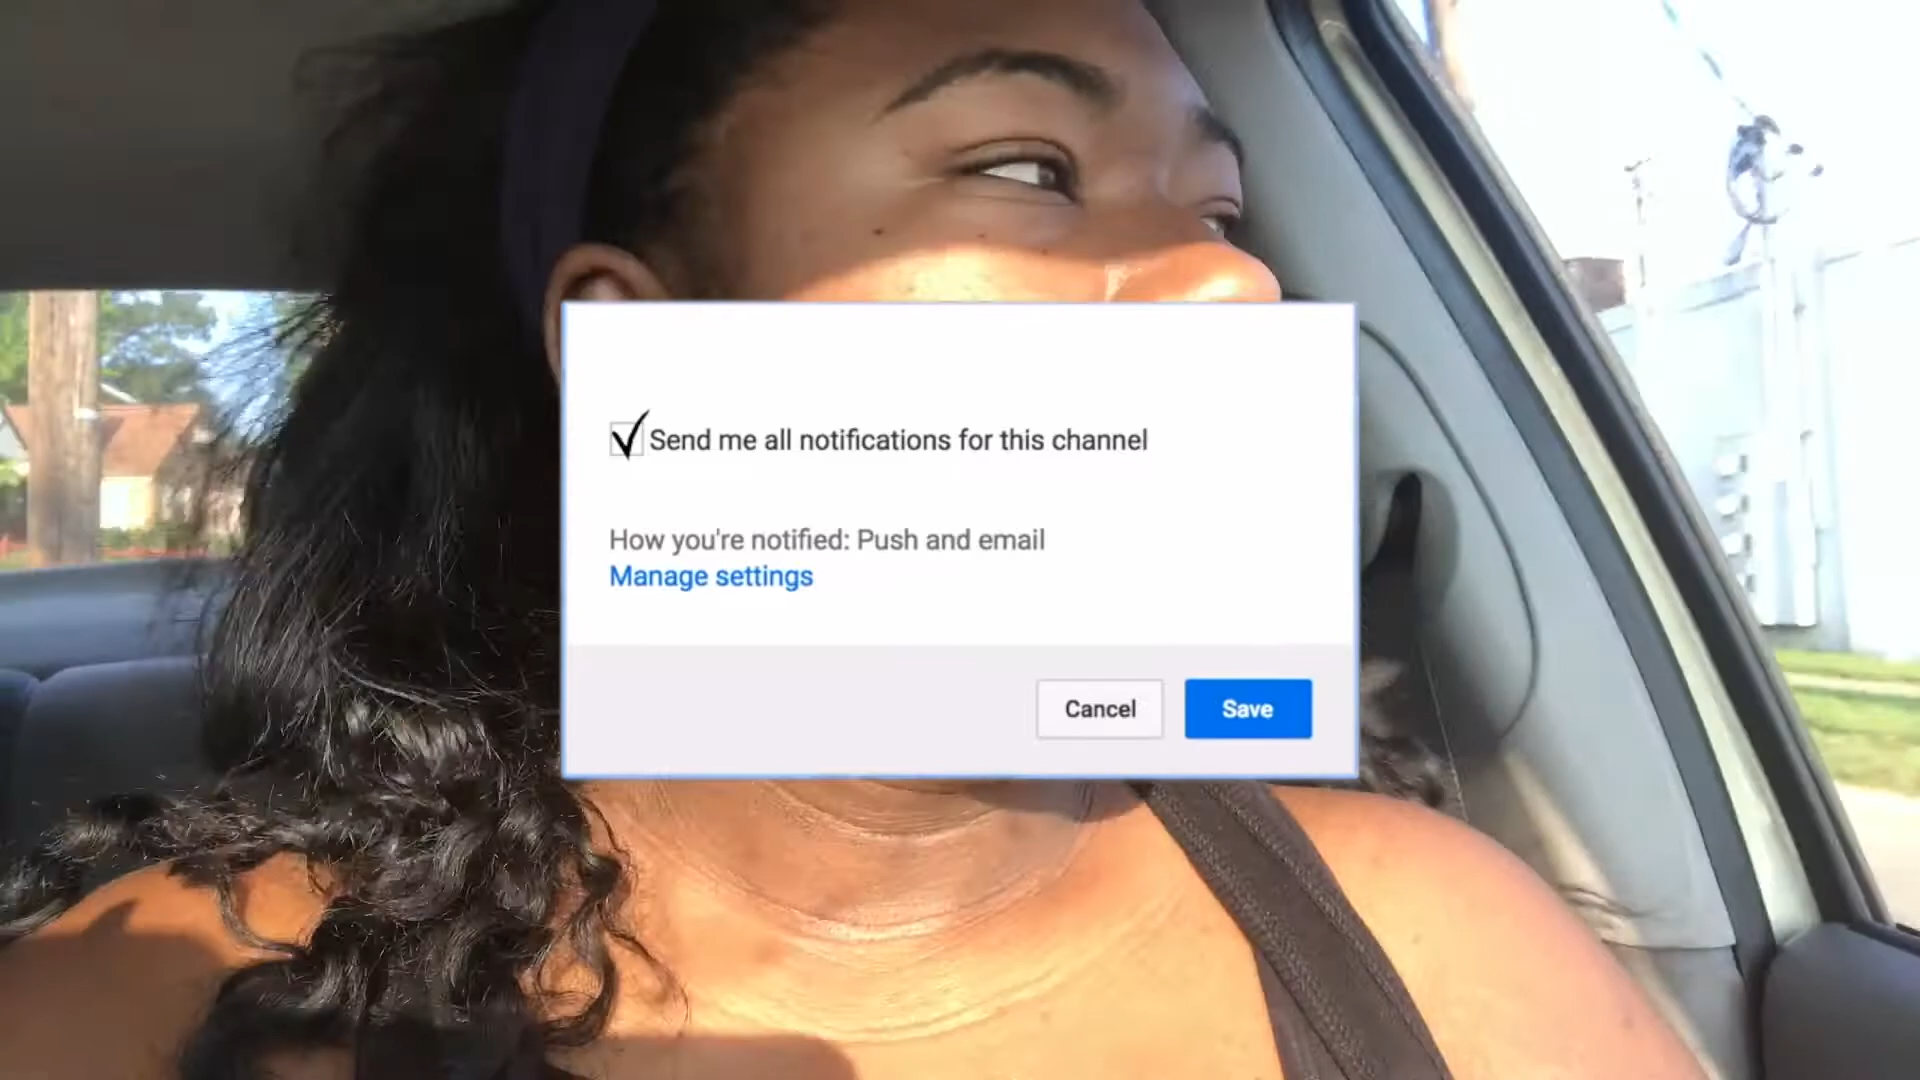 Send me all notifications for this channel
How you're notified: Push and email
Manage settings
Cancel
Save